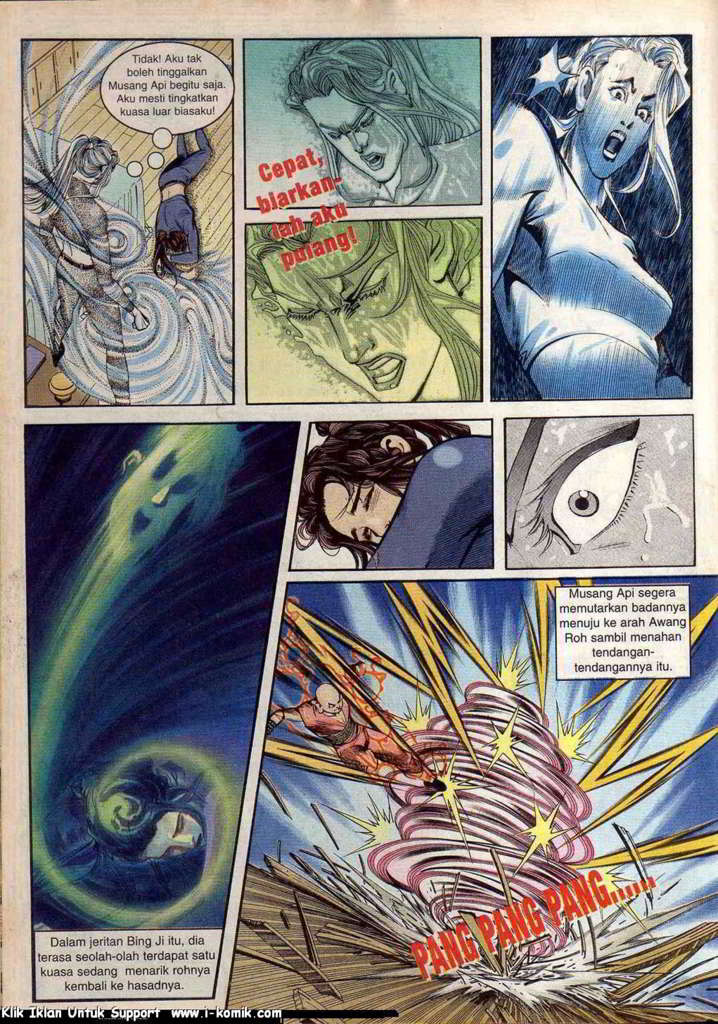 Tidak! Aku tak
boleh tinggalkan
Musang Api begitu saja.
Aku mesti tingkatkan
kuasa luar biasaku!
Cepat,
biarkan-
lah aku
pulang!
Musang Api segera
memutarkan badannya
menuju ke arah Awang
Roh sambil menahan
tendangan-
tendangannya itu.
PANG PANG PANG......
Dalam jeritan Bing Ji itu, dia
terasa seolah-olah terdapat satu
kuasa sedang menarik rohnya
kembali ke hasadnya.
Klik Iklan Untuk Support www.i-komik.com